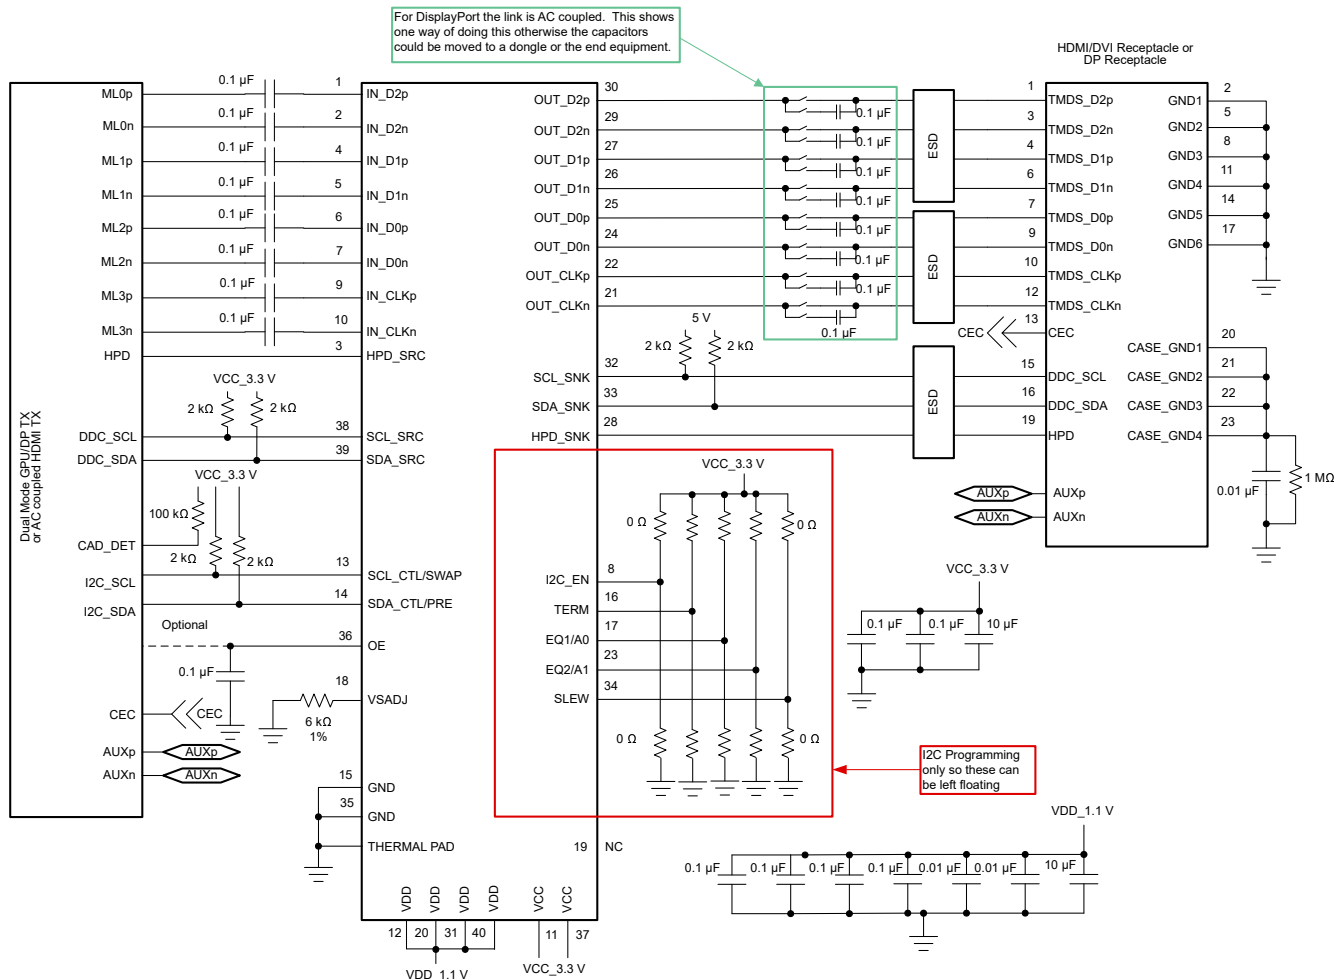 For DisplayPort the link is AC coupled. This shows
one way of doing this otherwise the capacitors
could be moved to a dongle or the end equipment.
HDMI/DVI Receptacle or
DP Receptacle
Dual Mode GPU/DP TX
or AC coupled HDMI TX
ML0p
ML0n
ML1p
ML1n
ML2p
ML2n
ML3p
ML3n
HPD
DDC_SCL
DDC_SDA
CAD_DET
I2C_SCL
I2C_SDA
CEC
AUXp
AUXn
0.1 µF
0.1 µF
0.1 µF
0.1 µF
0.1 µF
0.1 µF
0.1 µF
0.1 µF
VCC_3.3 V
2 kΩ
2 kΩ
VCC_3.3 V
100 kΩ
2 kΩ
2 kΩ
Optional
0.1 µF
CEC
AUXp
AUXn
6 kΩ
1%
1
2
4
5
6
7
9
10
3
38
39
13
14
36
18
15
35
IN_D2p
IN_D2n
IN_D1p
IN_D1n
IN_D0p
IN_D0n
IN_CLKp
IN_CLKn
HPD_SRC
SCL_SRC
SDA_SRC
SCL_CTL/SWAP
SDA_CTL/PRE
OE
VSADJ
GND
GND
THERMAL PAD
VDD
VDD
VDD
VDD
VCC
VCC
12
20
31
40
11
37
VDD_1.1 V
VCC_3.3 V
OUT_D2p
OUT_D2n
OUT_D1p
OUT_D1n
OUT_D0p
OUT_D0n
OUT_CLKp
OUT_CLKn
SCL_SNK
SDA_SNK
HPD_SNK
I2C_EN
TERM
EQ1/A0
EQ2/A1
SLEW
30
29
27
26
25
24
22
21
32
33
28
8
16
17
23
34
19
NC
0.1 µF
0.1 µF
0.1 µF
0.1 µF
0.1 µF
0.1 µF
0.1 µF
0.1 µF
5 V
2 kΩ
2 kΩ
VCC_3.3 V
0 Ω
0 Ω
0 Ω
0 Ω
I2C Programming
only so these can
be left floating
ESD
ESD
ESD
1
3
4
6
7
9
10
12
13
15
16
19
CEC
TMDS_D2p
TMDS_D2n
TMDS_D1p
TMDS_D1n
TMDS_D0p
TMDS_D0n
TMDS_CLKp
TMDS_CLKn
CEC
DDC_SCL
DDC_SDA
HPD
AUXp
AUXp
AUXn
AUXn
GND1
GND2
GND3
GND4
GND5
GND6
CASE_GND1
CASE_GND2
CASE_GND3
CASE_GND4
2
5
8
11
14
17
20
21
22
23
0.01 µF
1 MΩ
VCC_3.3 V
0.1 µF
0.1 µF
10 µF
VDD_1.1 V
0.1 µF
0.1 µF
0.1 µF
0.1 µF
0.01 µF
0.01 µF
10 µF